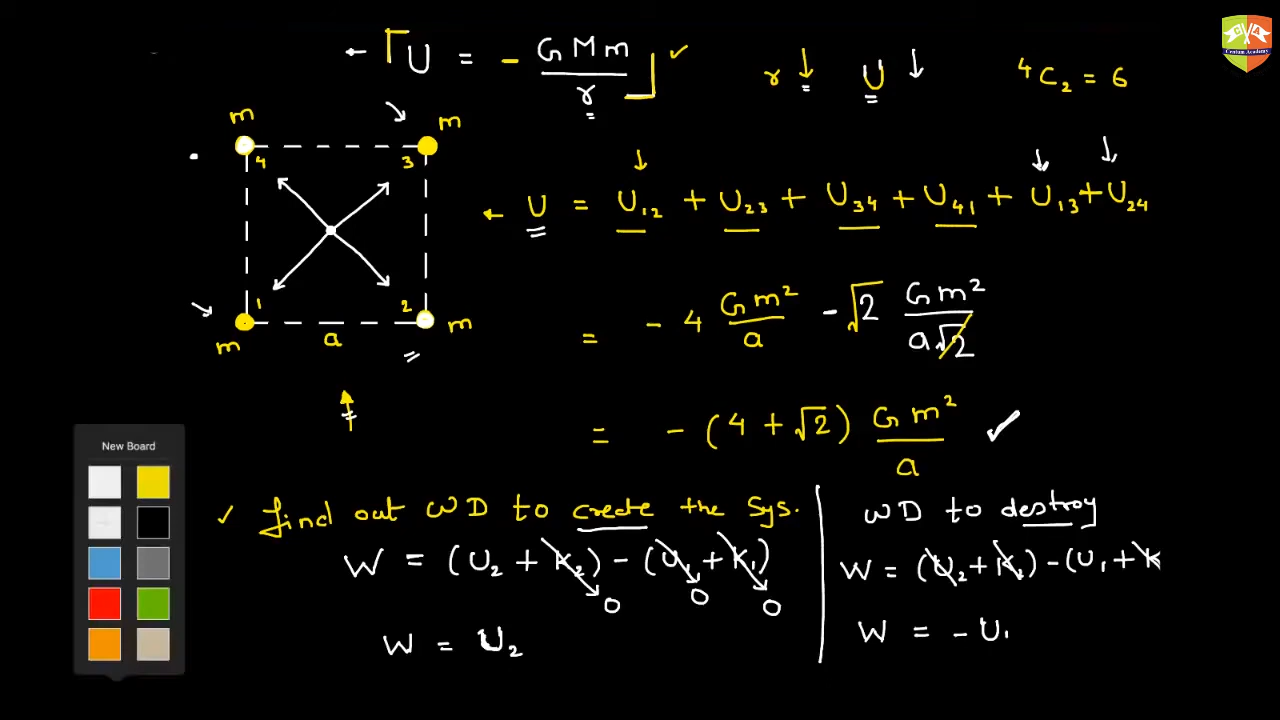 U = - GMm/r ✓
r ↓ U ↓
⁴C₂ = 6
m
m
4
3
1
2
m
a
m
U = U₁₂ + U₂₃ + U₃₄ + U₄₁ + U₁₃ + U₂₄
= - 4 Gm²/a - √2 Gm²/a√2
= - (4 + √2) Gm²/a ✓
New Board
✓ find out WD to create the sys.
W = (U₂ + K₂) - (U₁ + K₁)
0 0 0
W = U₂
WD to destroy
W = (U₂ + K₂) - (U₁ + K
W = - U₁